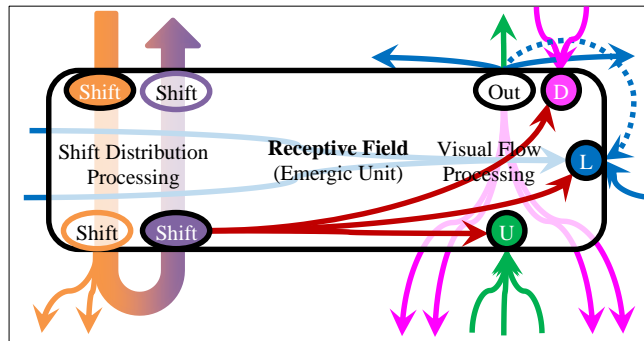 Shift
Shift
Out
D
Shift Distribution
Processing
Receptive Field
(Emergic Unit)
Visual Flow
Processing
L
Shift
Shift
U